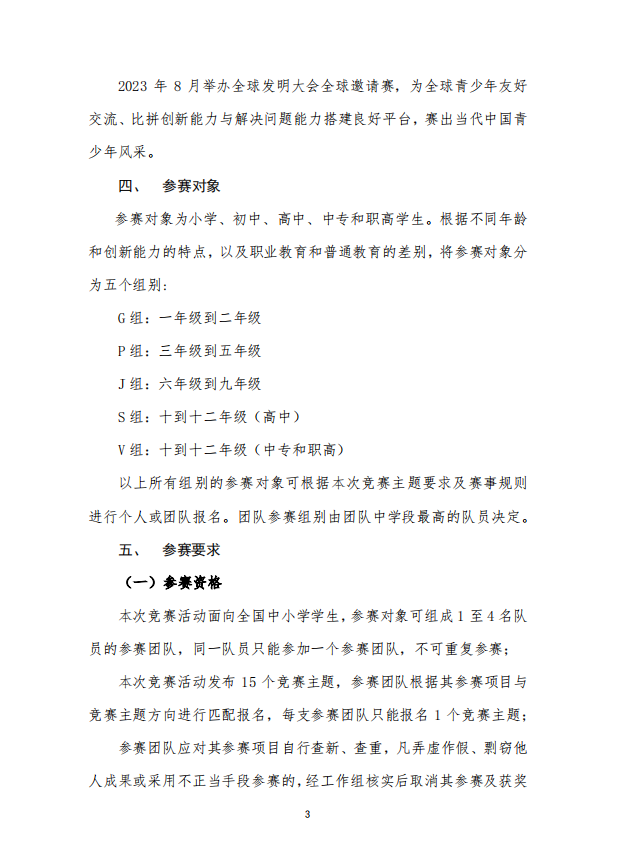 2023 年 8 月举办全球发明大会全球邀请赛，为全球青少年友好
交流、比拼创新能力与解决问题能力搭建良好平台，赛出当代中国青
少年风采。
四、 参赛对象
参赛对象为小学、初中、高中、中专和职高学生。根据不同年龄
和创新能力的特点，以及职业教育和普通教育的差别，将参赛对象分
为五个组别：
G 组：一年级到二年级
P 组：三年级到五年级
J 组：六年级到九年级
S 组：十到十二年级（高中）
V 组：十到十二年级（中专和职高）
以上所有组别的参赛对象可根据本次竞赛主题要求及赛事规则
进行个人或团队报名。团队参赛组别由团队中学段最高的队员决定。
五、 参赛要求
（一）参赛资格
本次竞赛活动面向全国中小学学生，参赛对象可组成 1 至 4 名队
员的参赛团队，同一队员只能参加一个参赛团队，不可重复参赛；
本次竞赛活动发布 15 个竞赛主题，参赛团队根据其参赛项目与
竞赛主题方向进行匹配报名，每支参赛团队只能报名 1 个竞赛主题；
参赛团队应对其参赛项目自行查新、查重，凡弄虚作假、剽窃他
人成果或采用不正当手段参赛的，经工作组核实后取消其参赛及获奖
3